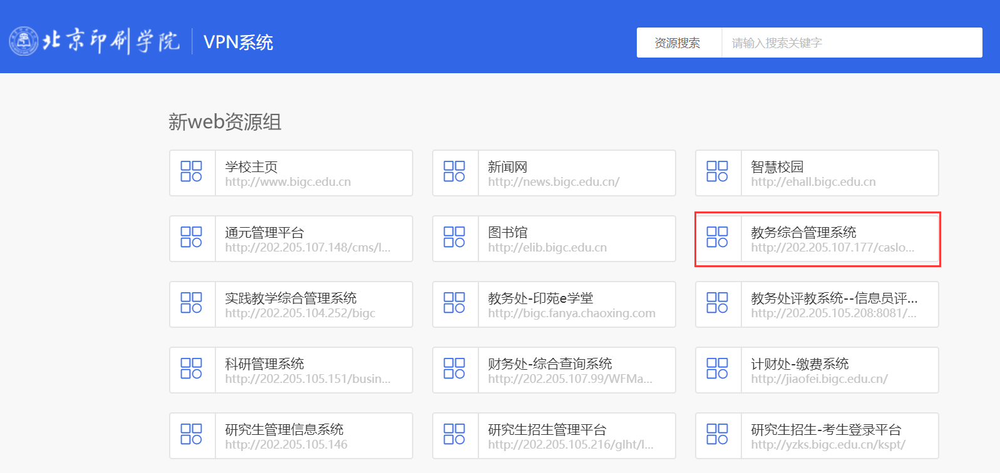 北京印刷学院 VPN系统
资源搜索 请输入搜索关键字
新web资源组
学校主页
http://www.bigc.edu.cn
新闻网
http://news.bigc.edu.cn/
智慧校园
http://ehall.bigc.edu.cn
通元管理平台
http://202.205.107.148/cms/l...
图书馆
http://elib.bigc.edu.cn
教务综合管理系统
http://202.205.107.177/caslo...
实践教学综合管理系统
http://202.205.104.252/bigc
教务处-印苑e学堂
http://bigc.fanya.chaoxing.com
教务处评教系统--信息员评...
http://202.205.105.208:8081/...
科研管理系统
http://202.205.105.151/busin...
财务处-综合查询系统
http://202.205.107.99/WFMa...
计财处-缴费系统
http://jiaofei.bigc.edu.cn/
研究生管理信息系统
http://202.205.105.146
研究生招生管理平台
http://202.205.105.216/glht/l...
研究生招生-考生登录平台
http://yzks.bigc.edu.cn/kspt/